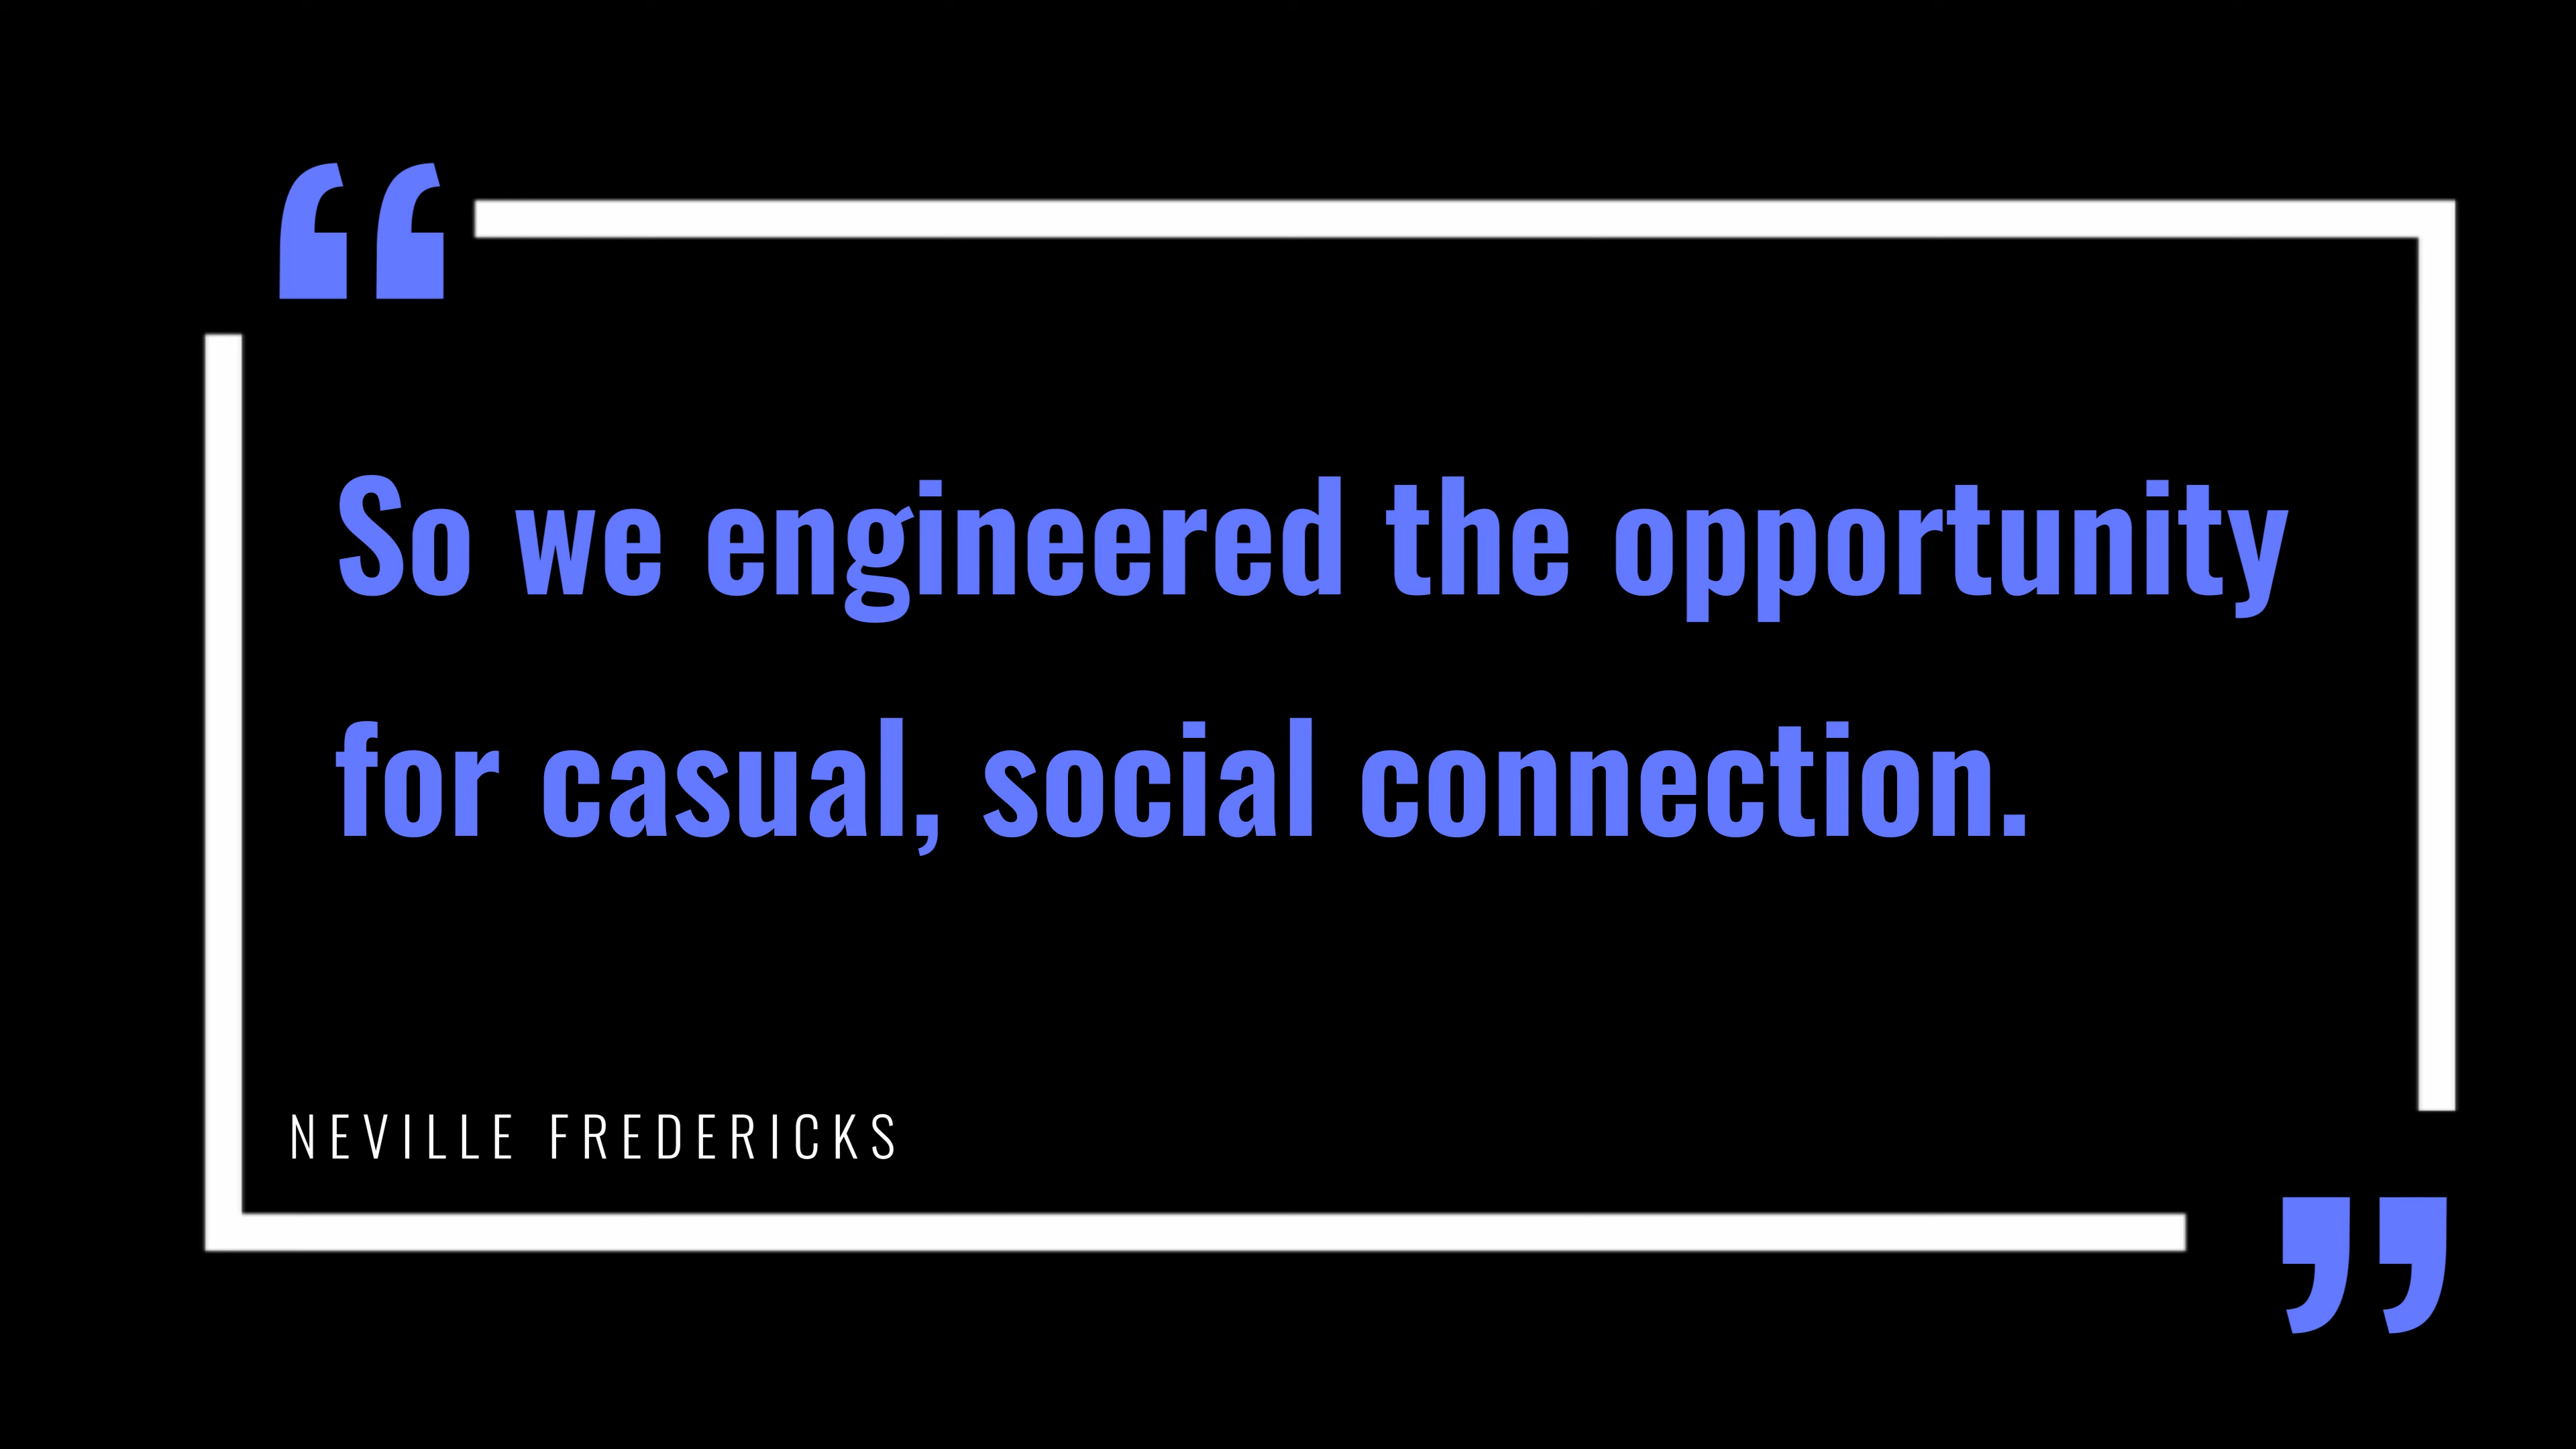 “
So we engineered the opportunity
for casual, social connection.
NEVILLE FREDERICKS
”